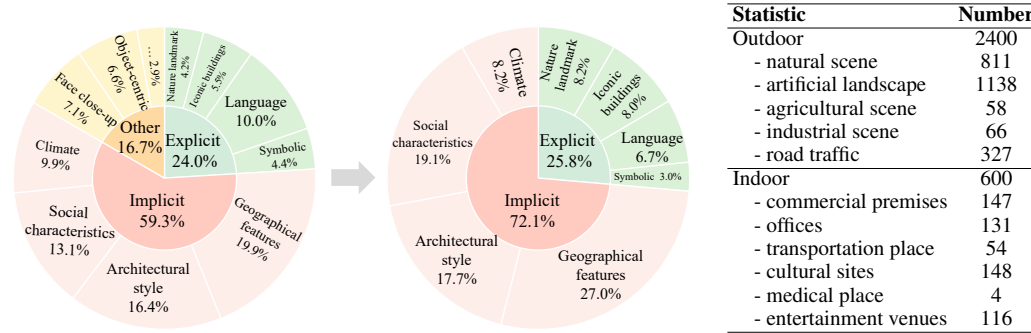 Nature landmark
4.2%
Iconic buildings
5.5%
Language
10.0%
Symbolic
4.4%
Explicit
24.0%
Geographical
features
19.9%
Architectural
style
16.4%
Social
characteristics
13.1%
Climate
9.9%
Implicit
59.3%
Face close-up
7.1%
Object-centric
6.6%
... 2.9%
Other
16.7%
Nature
landmark
8.2%
Iconic
buildings
8.0%
Language
6.7%
Symbolic 3.0%
Explicit
25.8%
Geographical
features
27.0%
Architectural
style
17.7%
Social
characteristics
19.1%
Climate
8.2%
Implicit
72.1%
Statistic Number
Outdoor 2400
- natural scene 811
- artificial landscape 1138
- agricultural scene 58
- industrial scene 66
- road traffic 327
Indoor 600
- commercial premises 147
- offices 131
- transportation place 54
- cultural sites 148
- medical place 4
- entertainment venues 116